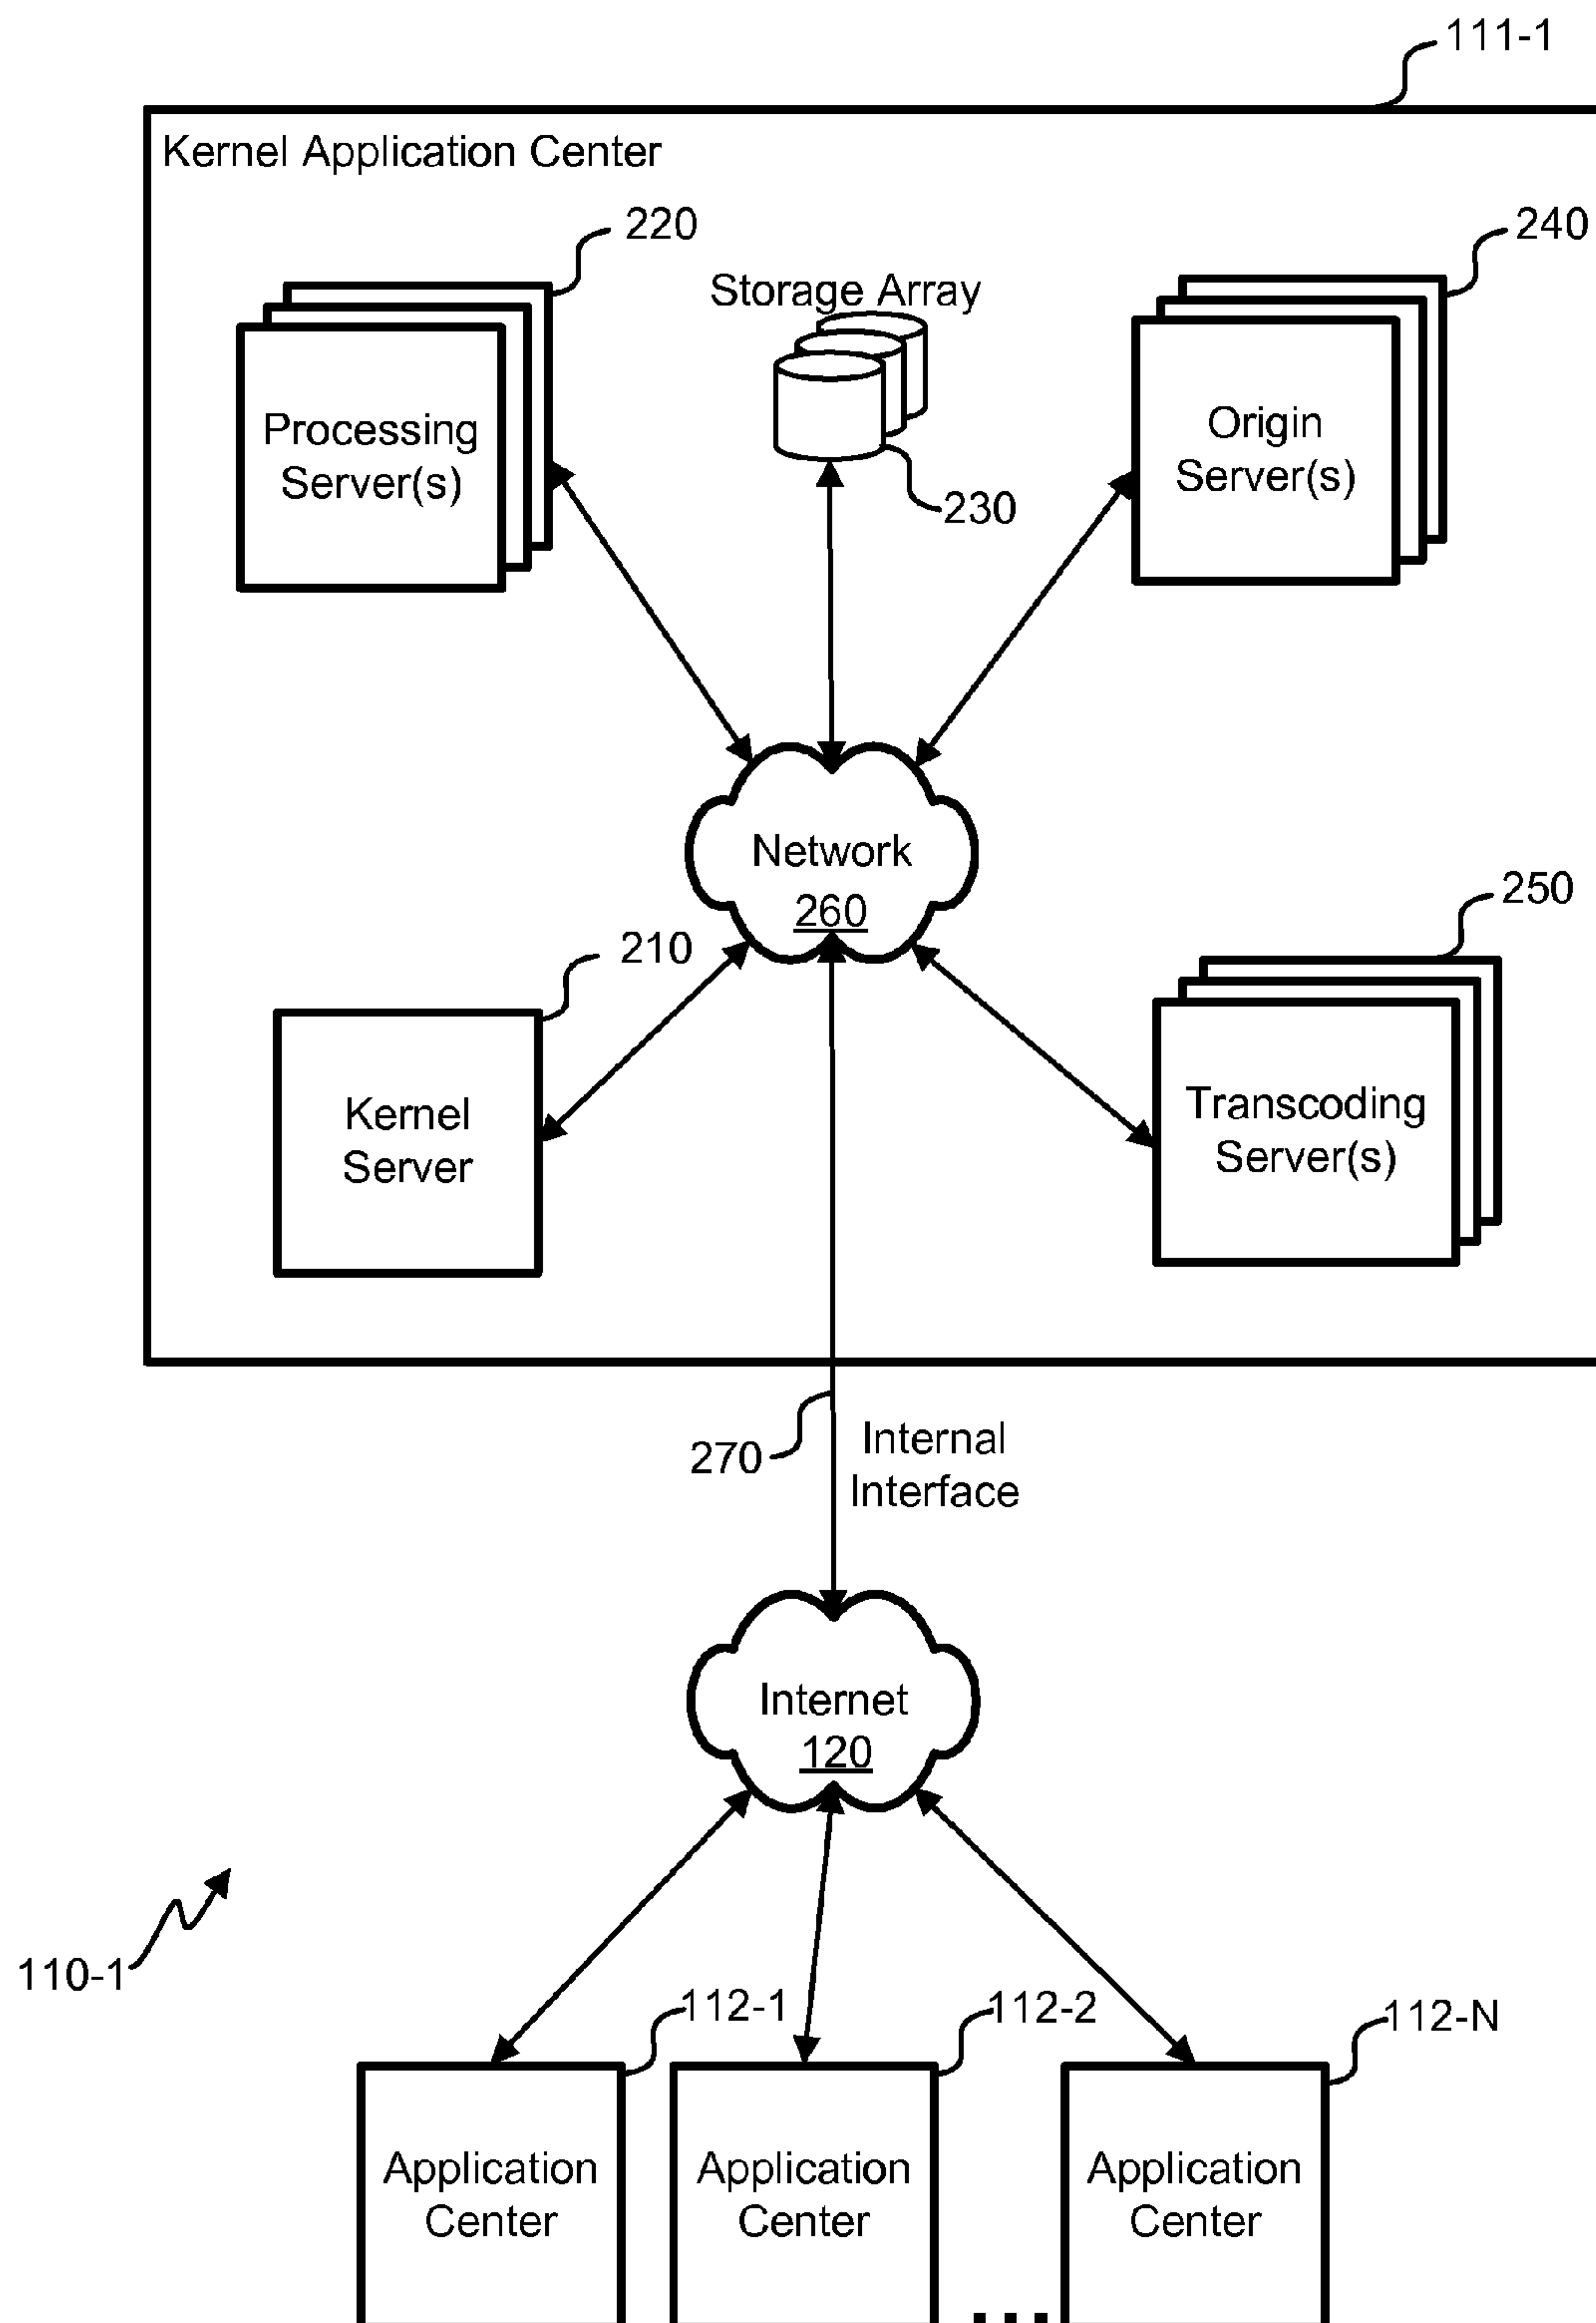 111-1
Kernel Application Center
220
240
Storage Array
Processing
Server(s)
Origin
Server(s)
230
Network
260
250
210
Kernel
Server
Transcoding
Server(s)
270
Internal
Interface
Internet
120
110-1
112-1
112-2
112-N
Application
Center
Application
Center
Application
Center
...